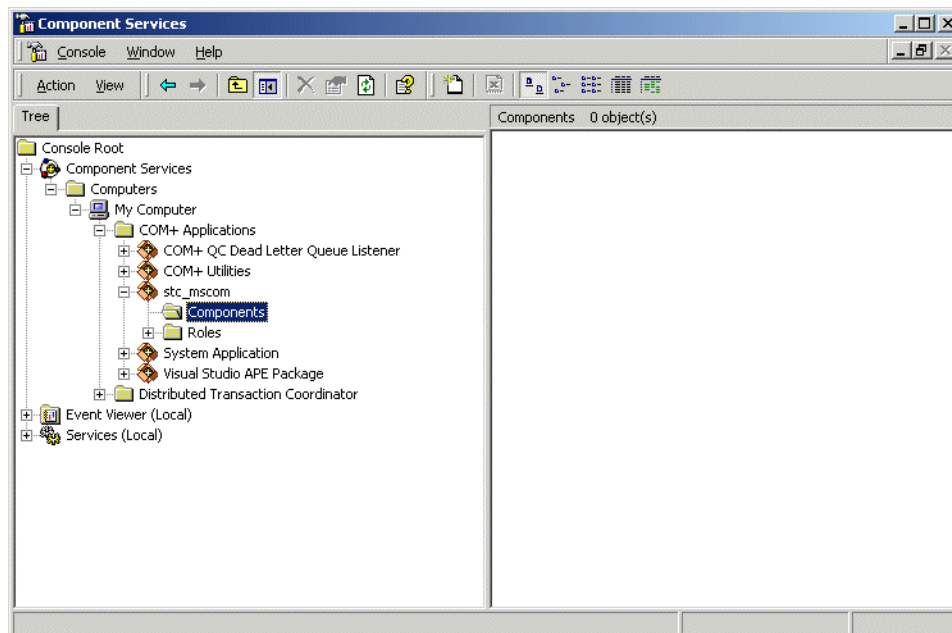 Component Services
Console Window Help
Action View
Tree
Components 0 object(s)
Console Root
Component Services
Computers
My Computer
COM+ Applications
COM+ QC Dead Letter Queue Listener
COM+ Utilities
stc_mscom
Components
Roles
System Application
Visual Studio APE Package
Distributed Transaction Coordinator
Event Viewer (Local)
Services (Local)